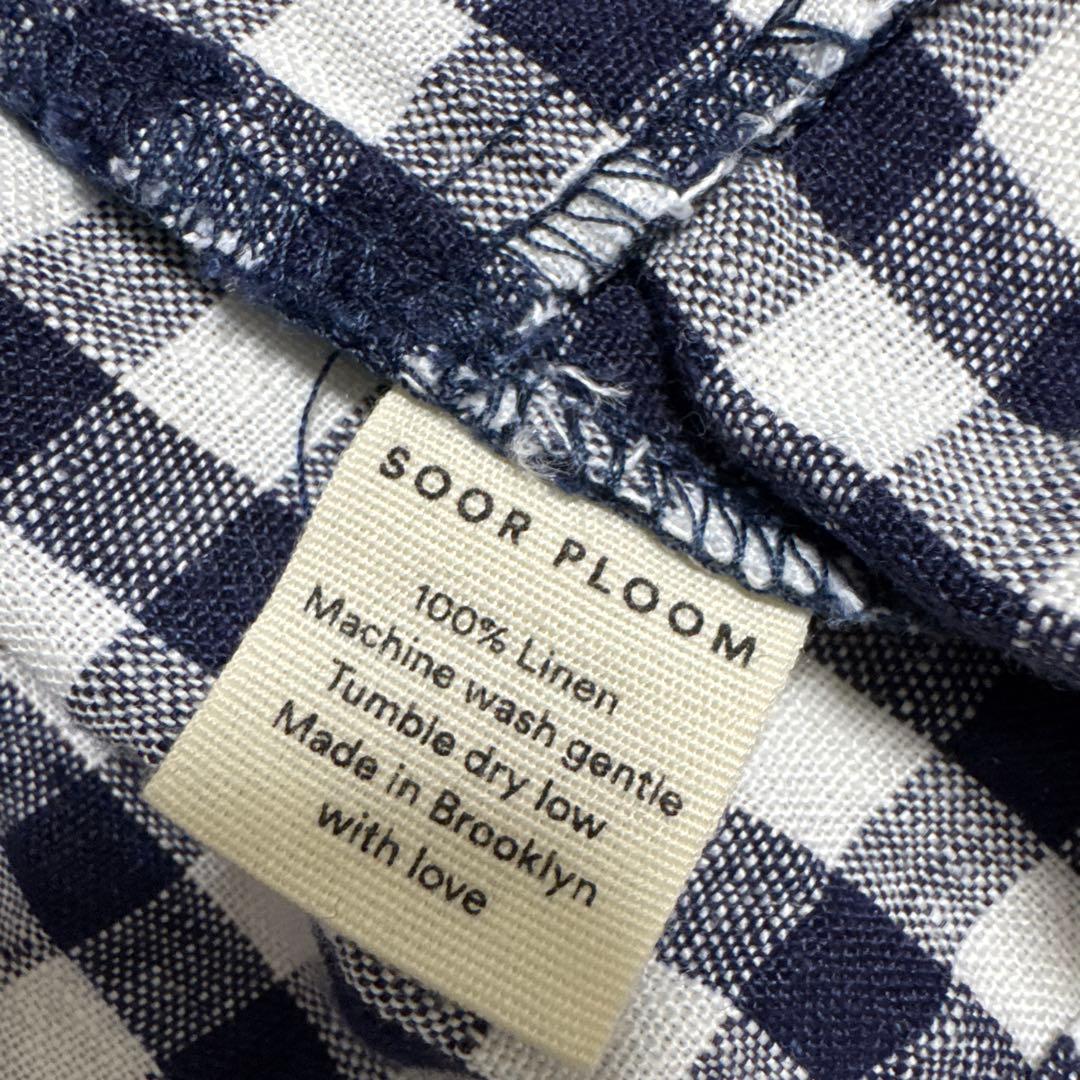 SOOR PLOOM
100% Linen
Machine wash gentle
Tumble dry low
Made in Brooklyn
with love